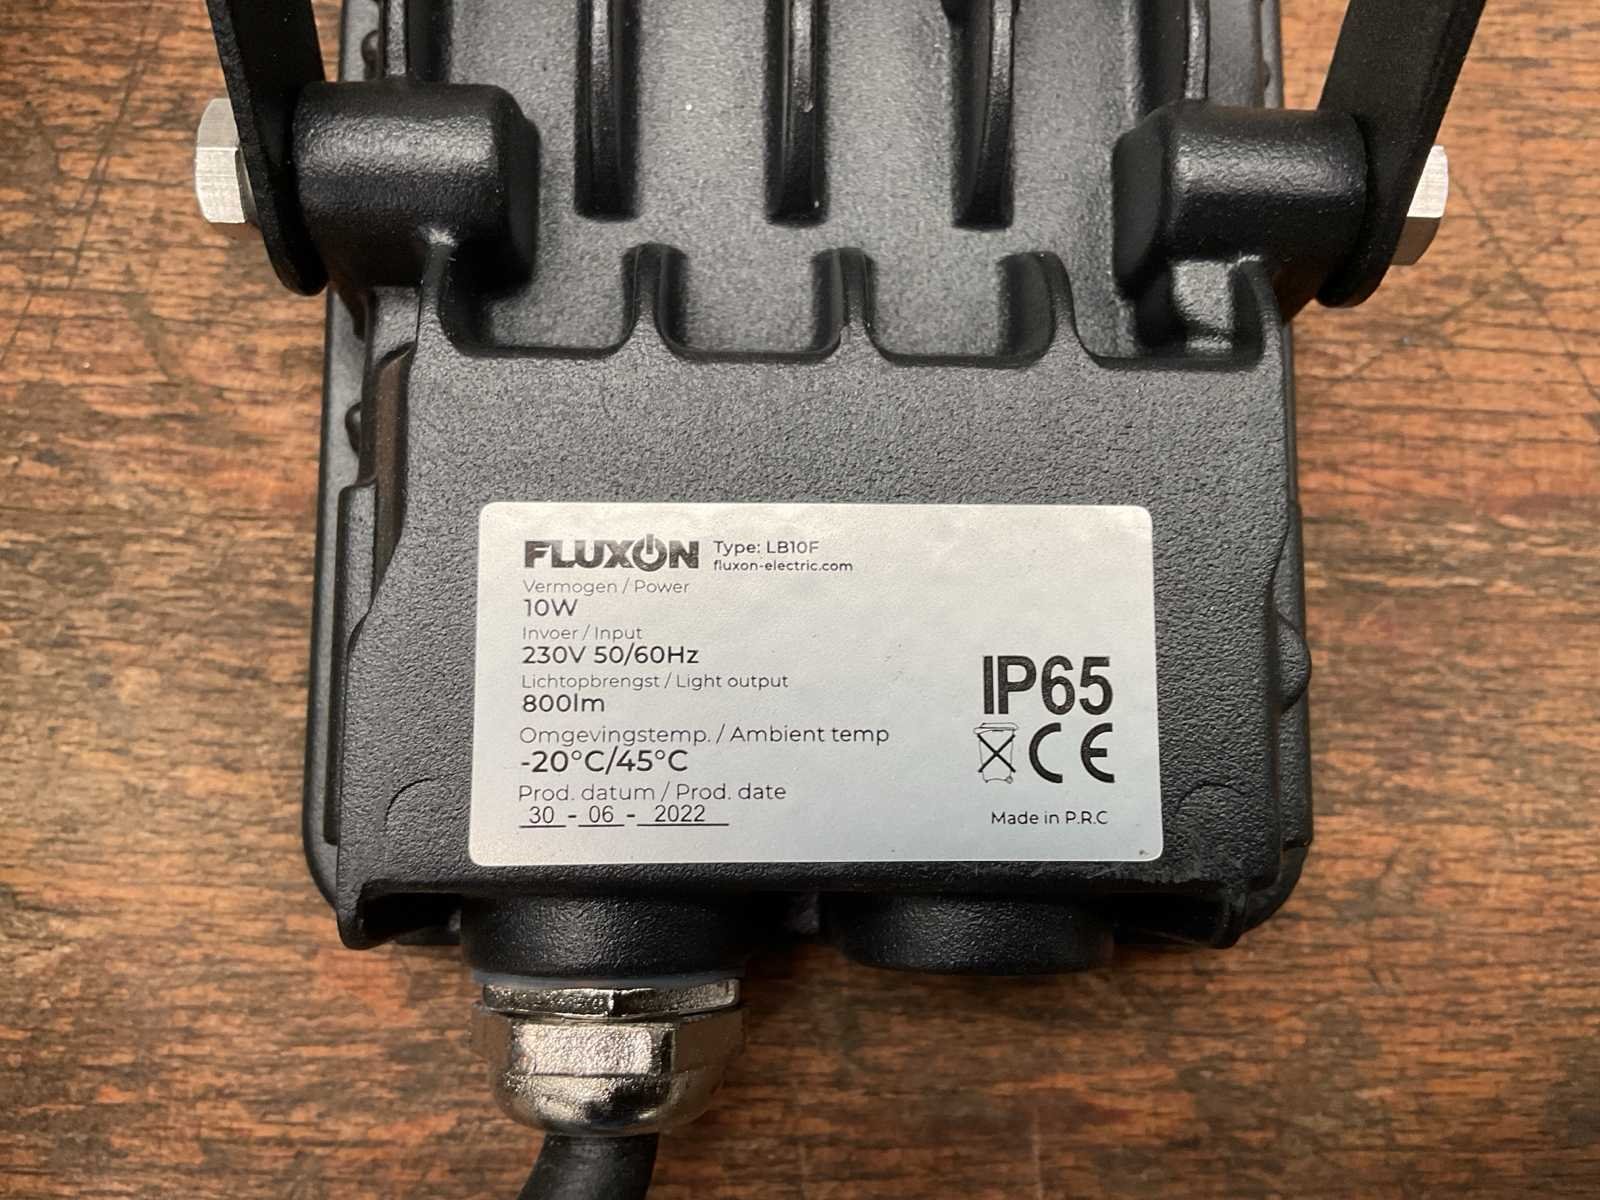 FLUXON Type: LB10F
fluxon-electric.com
Vermogen / Power
10W
Invoer / Input
230V 50/60Hz
Lichtopbrengst / Light output
800lm
Omgevingstemp. / Ambient temp
-20°C/45°C
Prod. datum / Prod. date
30 - 06 - 2022
IP65
CE
Made in P.R.C